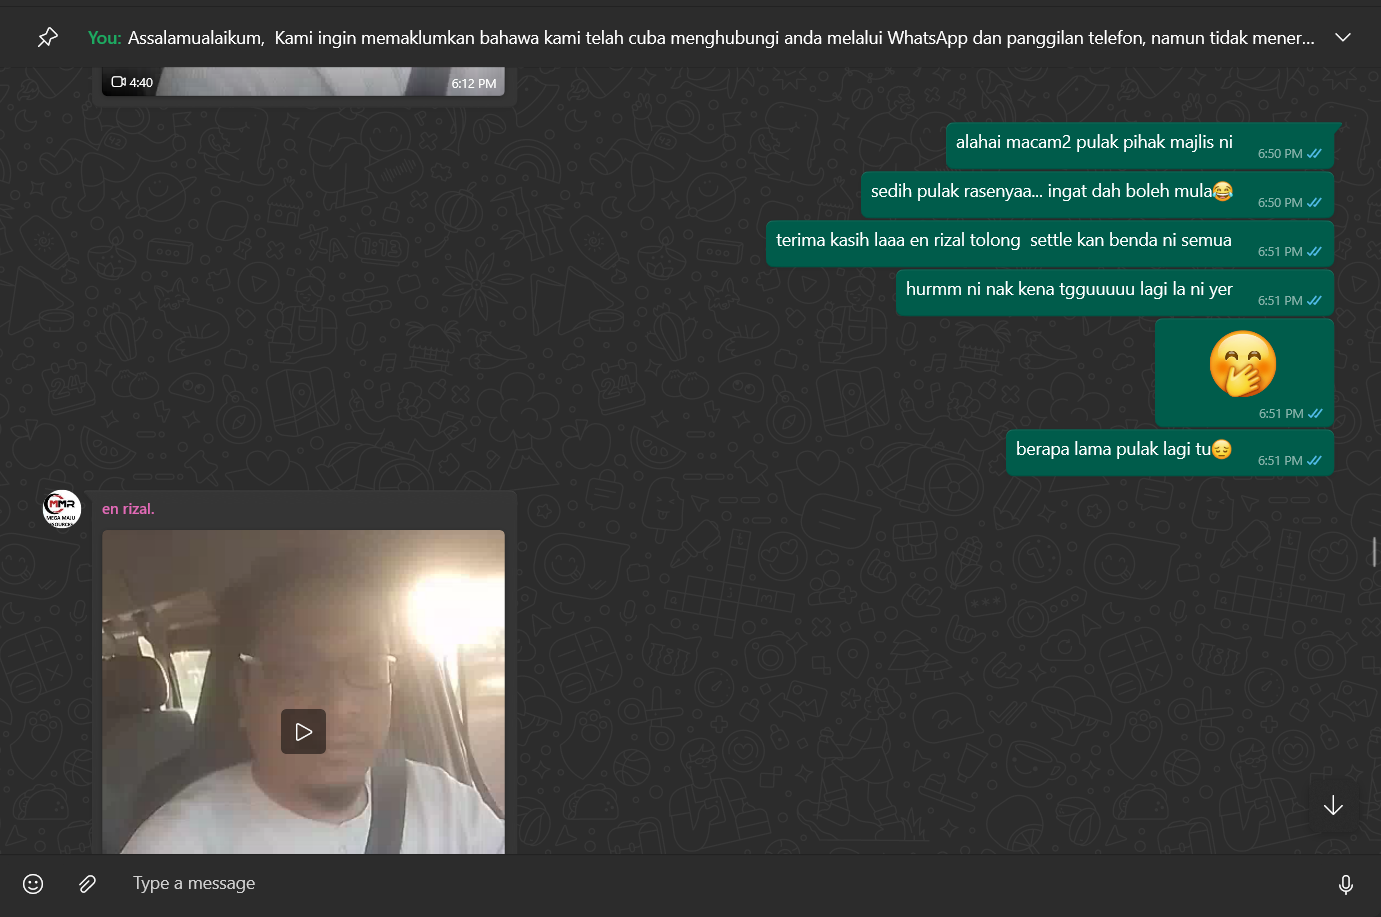 You: Assalamualaikum,  Kami ingin memaklumkan bahawa kami telah cuba menghubungi anda melalui WhatsApp dan panggilan telefon, namun tidak mener...
4:40
6:12 PM
alahai macam2 pulak pihak majlis ni
6:50 PM
sedih pulak rasenyaa... ingat dah boleh mula😂
6:50 PM
terima kasih laaa en rizal tolong  settle kan benda ni semua
6:51 PM
hurmm ni nak kena tgguuuuu lagi la ni yer
6:51 PM
🤭
6:51 PM
berapa lama pulak lagi tu😔
6:51 PM
MMR
MEGA MAJU
en rizal.
Type a message